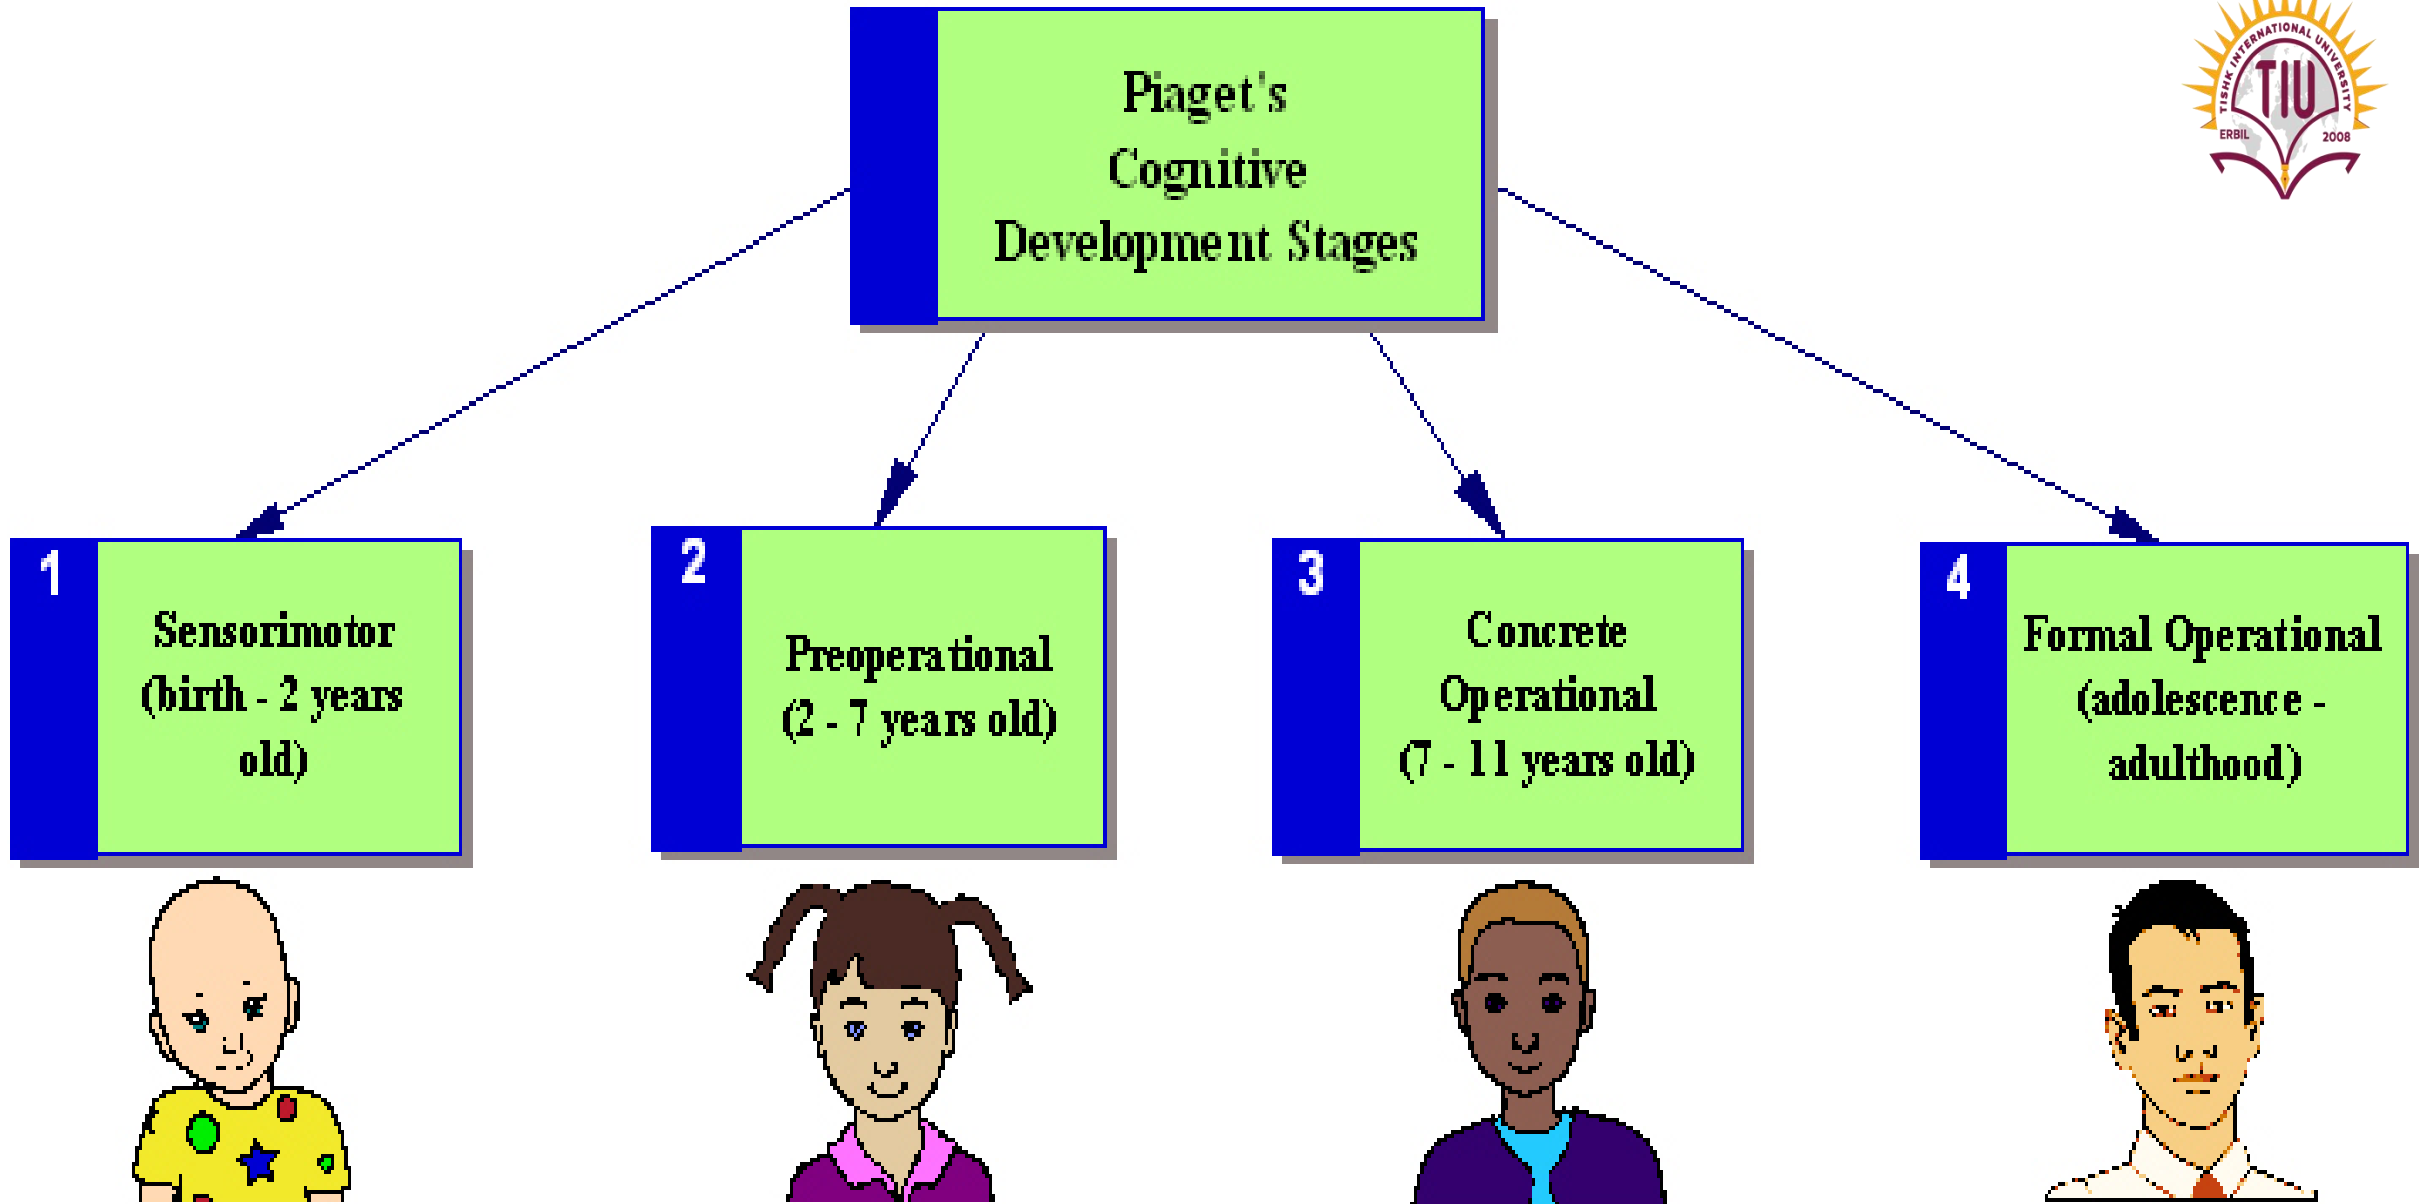 Piaget's
Cognitive
Development Stages
TISHK INTERNATIONAL UNIVERSITY
TIU
ERBIL
2008
1
Sensorimotor
(birth - 2 years
old)
2
Preoperational
(2 - 7 years old)
3
Concrete
Operational
(7 - 11 years old)
4
Formal Operational
(adolescence -
adulthood)